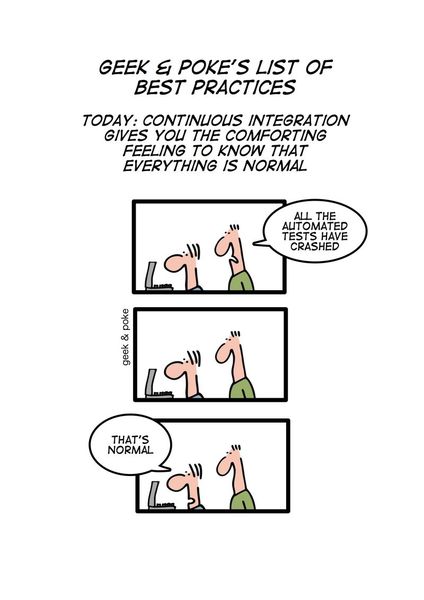 GEEK & POKE'S LIST OF
BEST PRACTICES
TODAY: CONTINUOUS INTEGRATION
GIVES YOU THE COMFORTING
FEELING TO KNOW THAT
EVERYTHING IS NORMAL
ALL THE
AUTOMATED
TESTS HAVE
CRASHED
geek & poke
THAT'S
NORMAL